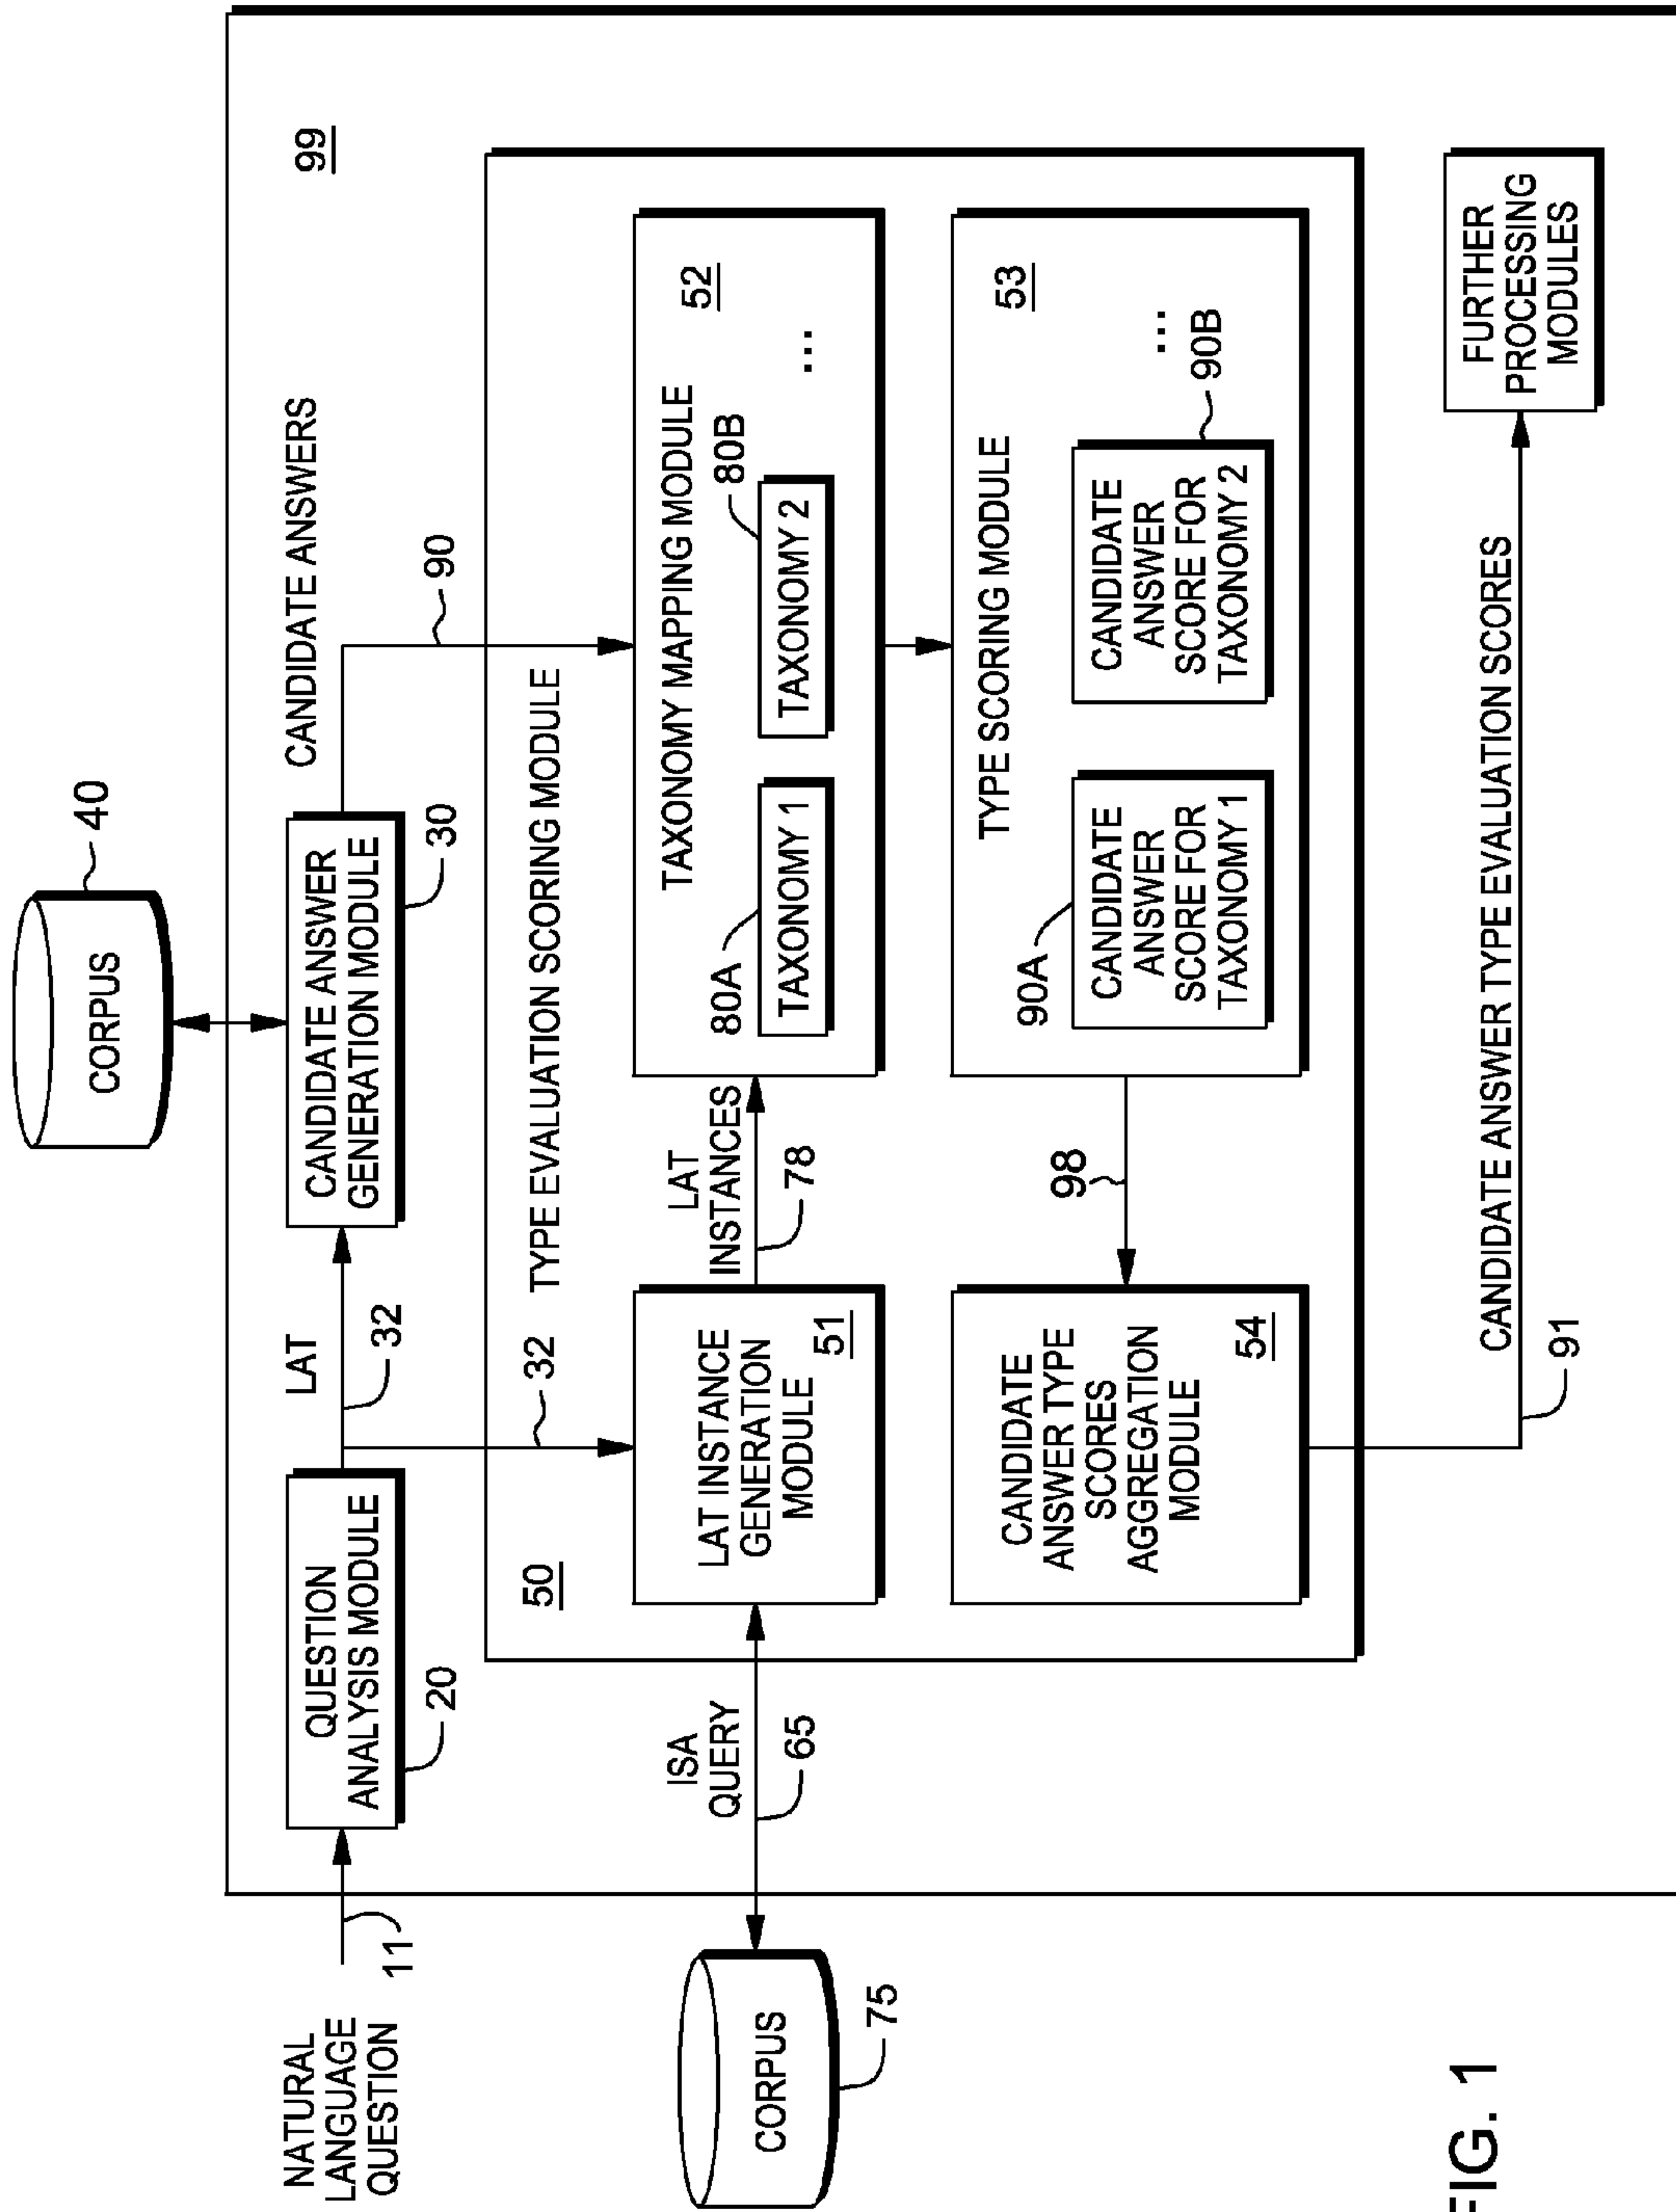 NATURAL
LANGUAGE
QUESTION
11
QUESTION
ANALYSIS MODULE
20
LAT
32
CANDIDATE ANSWER
GENERATION MODULE
30
CORPUS
40
CANDIDATE ANSWERS
90
99
50
TYPE EVALUATION SCORING MODULE
32
CORPUS
75
ISA
QUERY
65
LAT INSTANCE
GENERATION
MODULE
51
LAT
INSTANCES
78
TAXONOMY MAPPING MODULE
52
80A
TAXONOMY 1
80B
TAXONOMY 2
...
TYPE SCORING MODULE
53
90A
CANDIDATE
ANSWER
SCORE FOR
TAXONOMY 1
CANDIDATE
ANSWER
SCORE FOR
TAXONOMY 2
90B
...
98
CANDIDATE
ANSWER TYPE
SCORES
AGGREGATION
MODULE
54
CANDIDATE ANSWER TYPE EVALUATION SCORES
91
FURTHER
PROCESSING
MODULES
FIG. 1